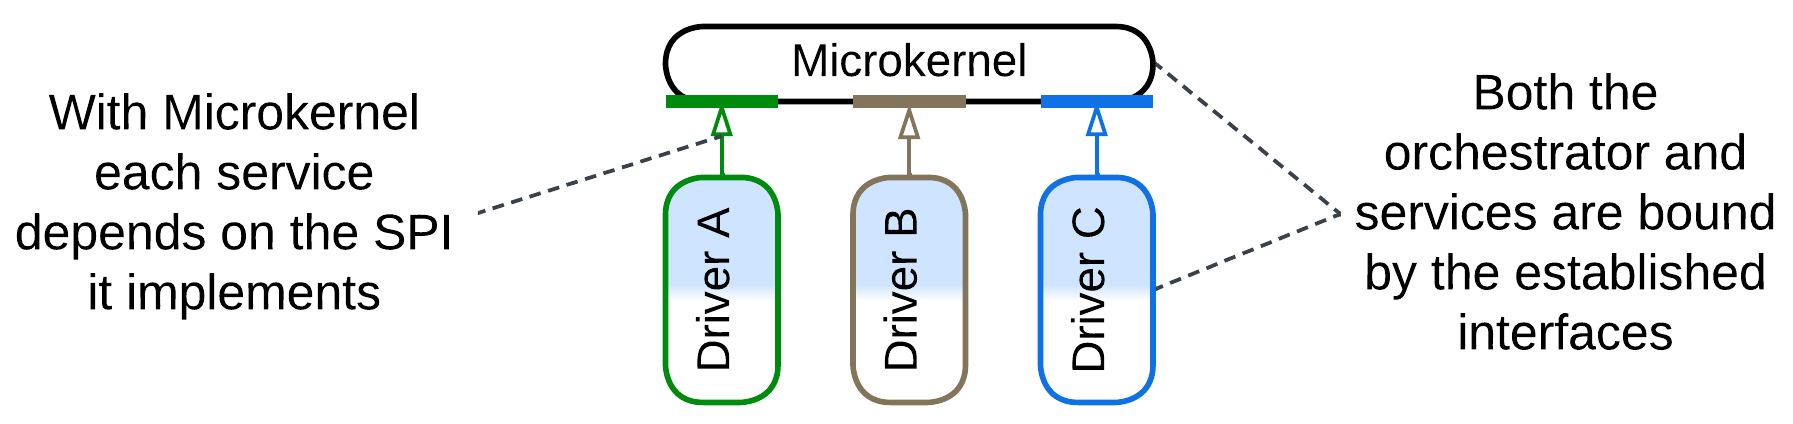 With Microkernel
each service
depends on the SPI
it implements
Microkernel
Driver A
Driver B
Driver C
Both the
orchestrator and
services are bound
by the established
interfaces